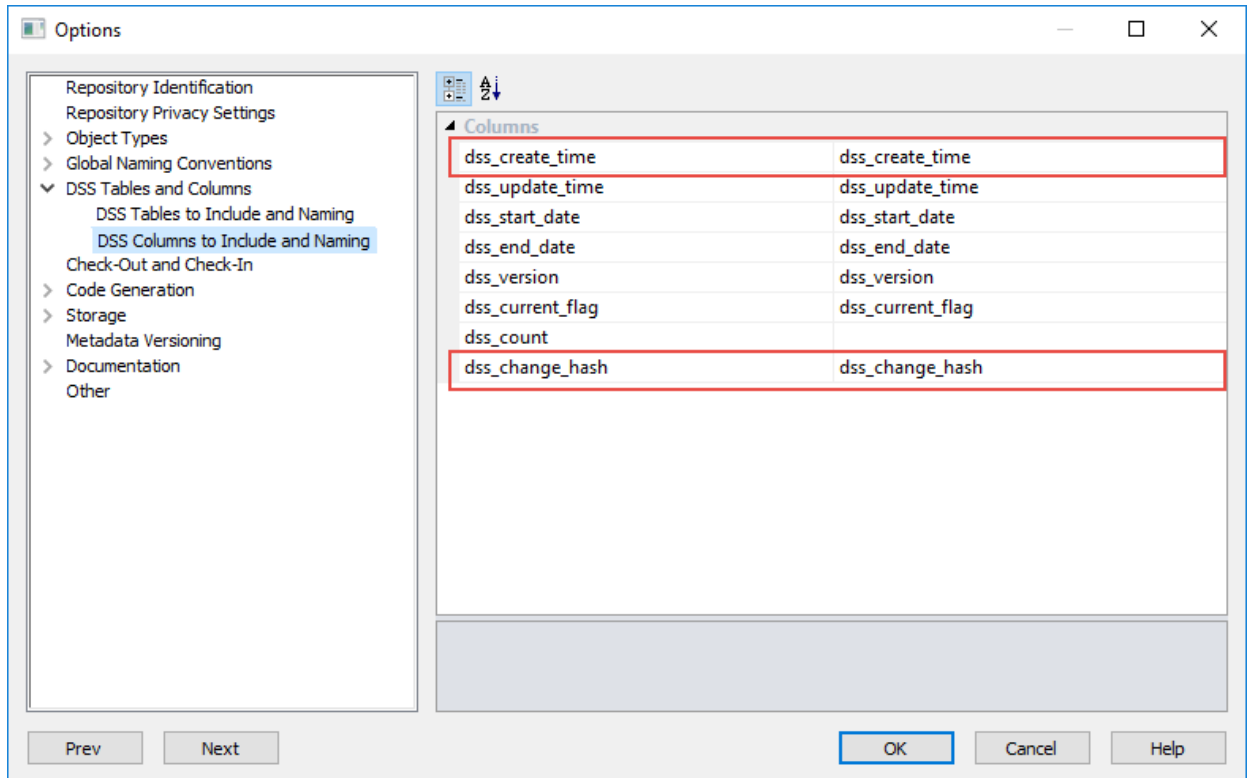 Options
Repository Identification
Repository Privacy Settings
Object Types
Global Naming Conventions
DSS Tables and Columns
DSS Tables to Include and Naming
DSS Columns to Include and Naming
Check-Out and Check-In
Code Generation
Storage
Metadata Versioning
Documentation
Other
A
Z
Columns
dss_create_time dss_create_time
dss_update_time dss_update_time
dss_start_date dss_start_date
dss_end_date dss_end_date
dss_version dss_version
dss_current_flag dss_current_flag
dss_count
dss_change_hash dss_change_hash
Prev Next OK Cancel Help